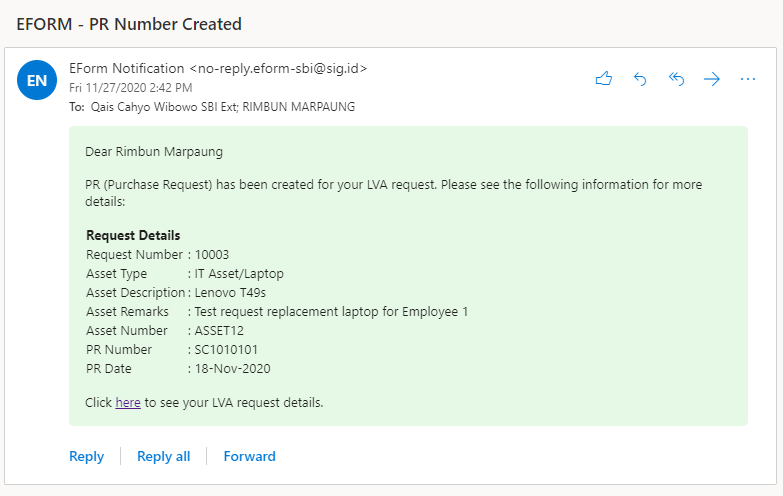 EFORM - PR Number Created
EN
EForm Notification <no-reply.eform-sbi@sig.id>
Fri 11/27/2020 2:42 PM
To: Qais Cahyo Wibowo SBI Ext; RIMBUN MARPAUNG
Dear Rimbun Marpaung
PR (Purchase Request) has been created for your LVA request. Please see the following information for more
details:
Request Details
Request Number : 10003
Asset Type : IT Asset/Laptop
Asset Description : Lenovo T49s
Asset Remarks : Test request replacement laptop for Employee 1
Asset Number : ASSET12
PR Number : SC1010101
PR Date : 18-Nov-2020
Click here to see your LVA request details.
Reply Reply all Forward